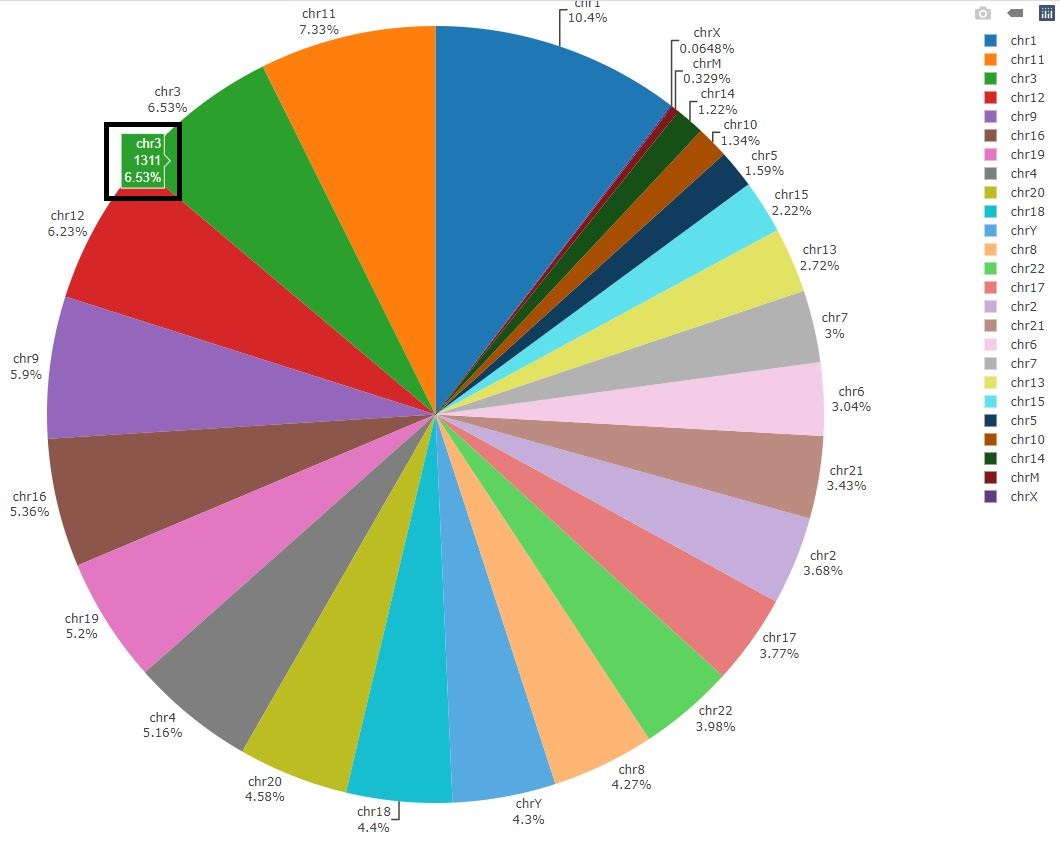 chr1
10.4%
chrX
0.0648%
chrM
0.329%
chr14
1.22%
chr10
1.34%
chr5
1.59%
chr15
2.22%
chr13
2.72%
chr7
3%
chr6
3.04%
chr21
3.43%
chr2
3.68%
chr17
3.77%
chr22
3.98%
chr8
4.27%
chrY
4.3%
chr18
4.4%
chr20
4.58%
chr4
5.16%
chr19
5.2%
chr16
5.36%
chr9
5.9%
chr12
6.23%
chr3
1311
6.53%
chr3
6.53%
chr11
7.33%
chr1
chr11
chr3
chr12
chr9
chr16
chr19
chr4
chr20
chr18
chrY
chr8
chr22
chr17
chr2
chr21
chr6
chr7
chr13
chr15
chr5
chr10
chr14
chrM
chrX